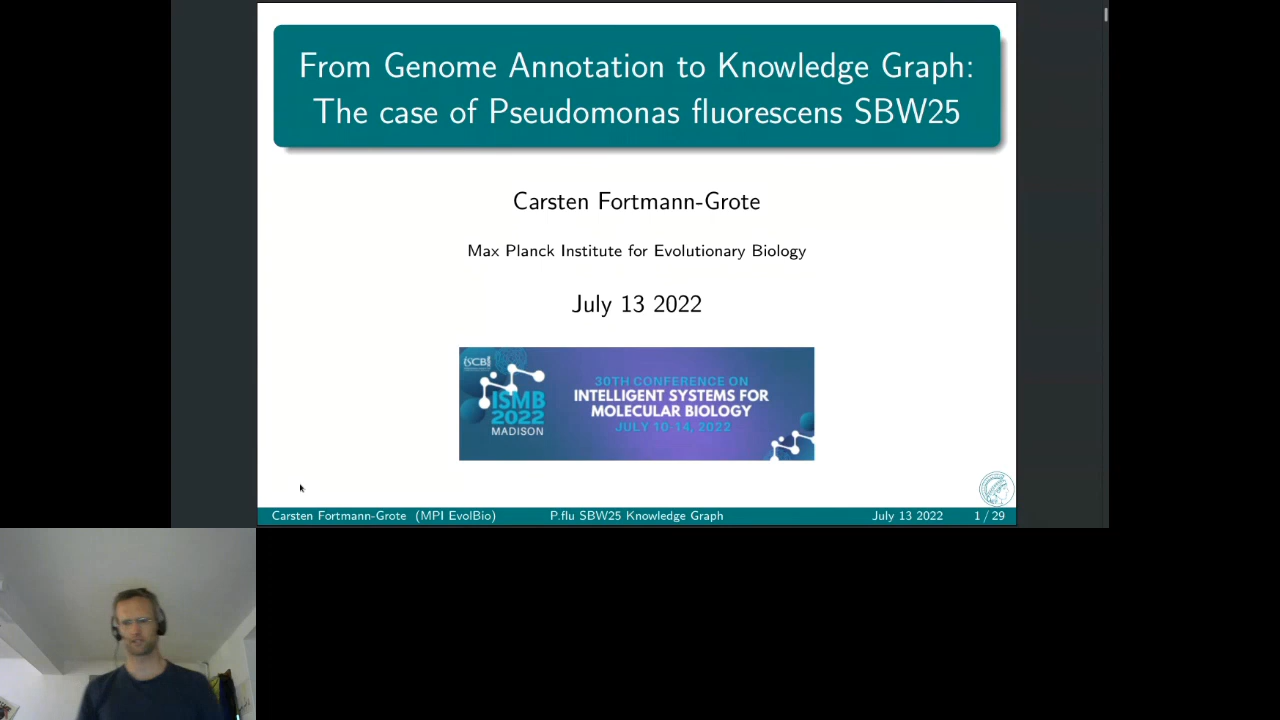 From Genome Annotation to Knowledge Graph:
The case of Pseudomonas fluorescens SBW25
Carsten Fortmann-Grote
Max Planck Institute for Evolutionary Biology
July 13 2022
ISCB
ISMB
2022
MADISON
30TH CONFERENCE ON
INTELLIGENT SYSTEMS FOR
MOLECULAR BIOLOGY
JULY 10-14, 2022
Carsten Fortmann-Grote (MPI EvolBio) P.flu SBW25 Knowledge Graph July 13 2022 1 / 29